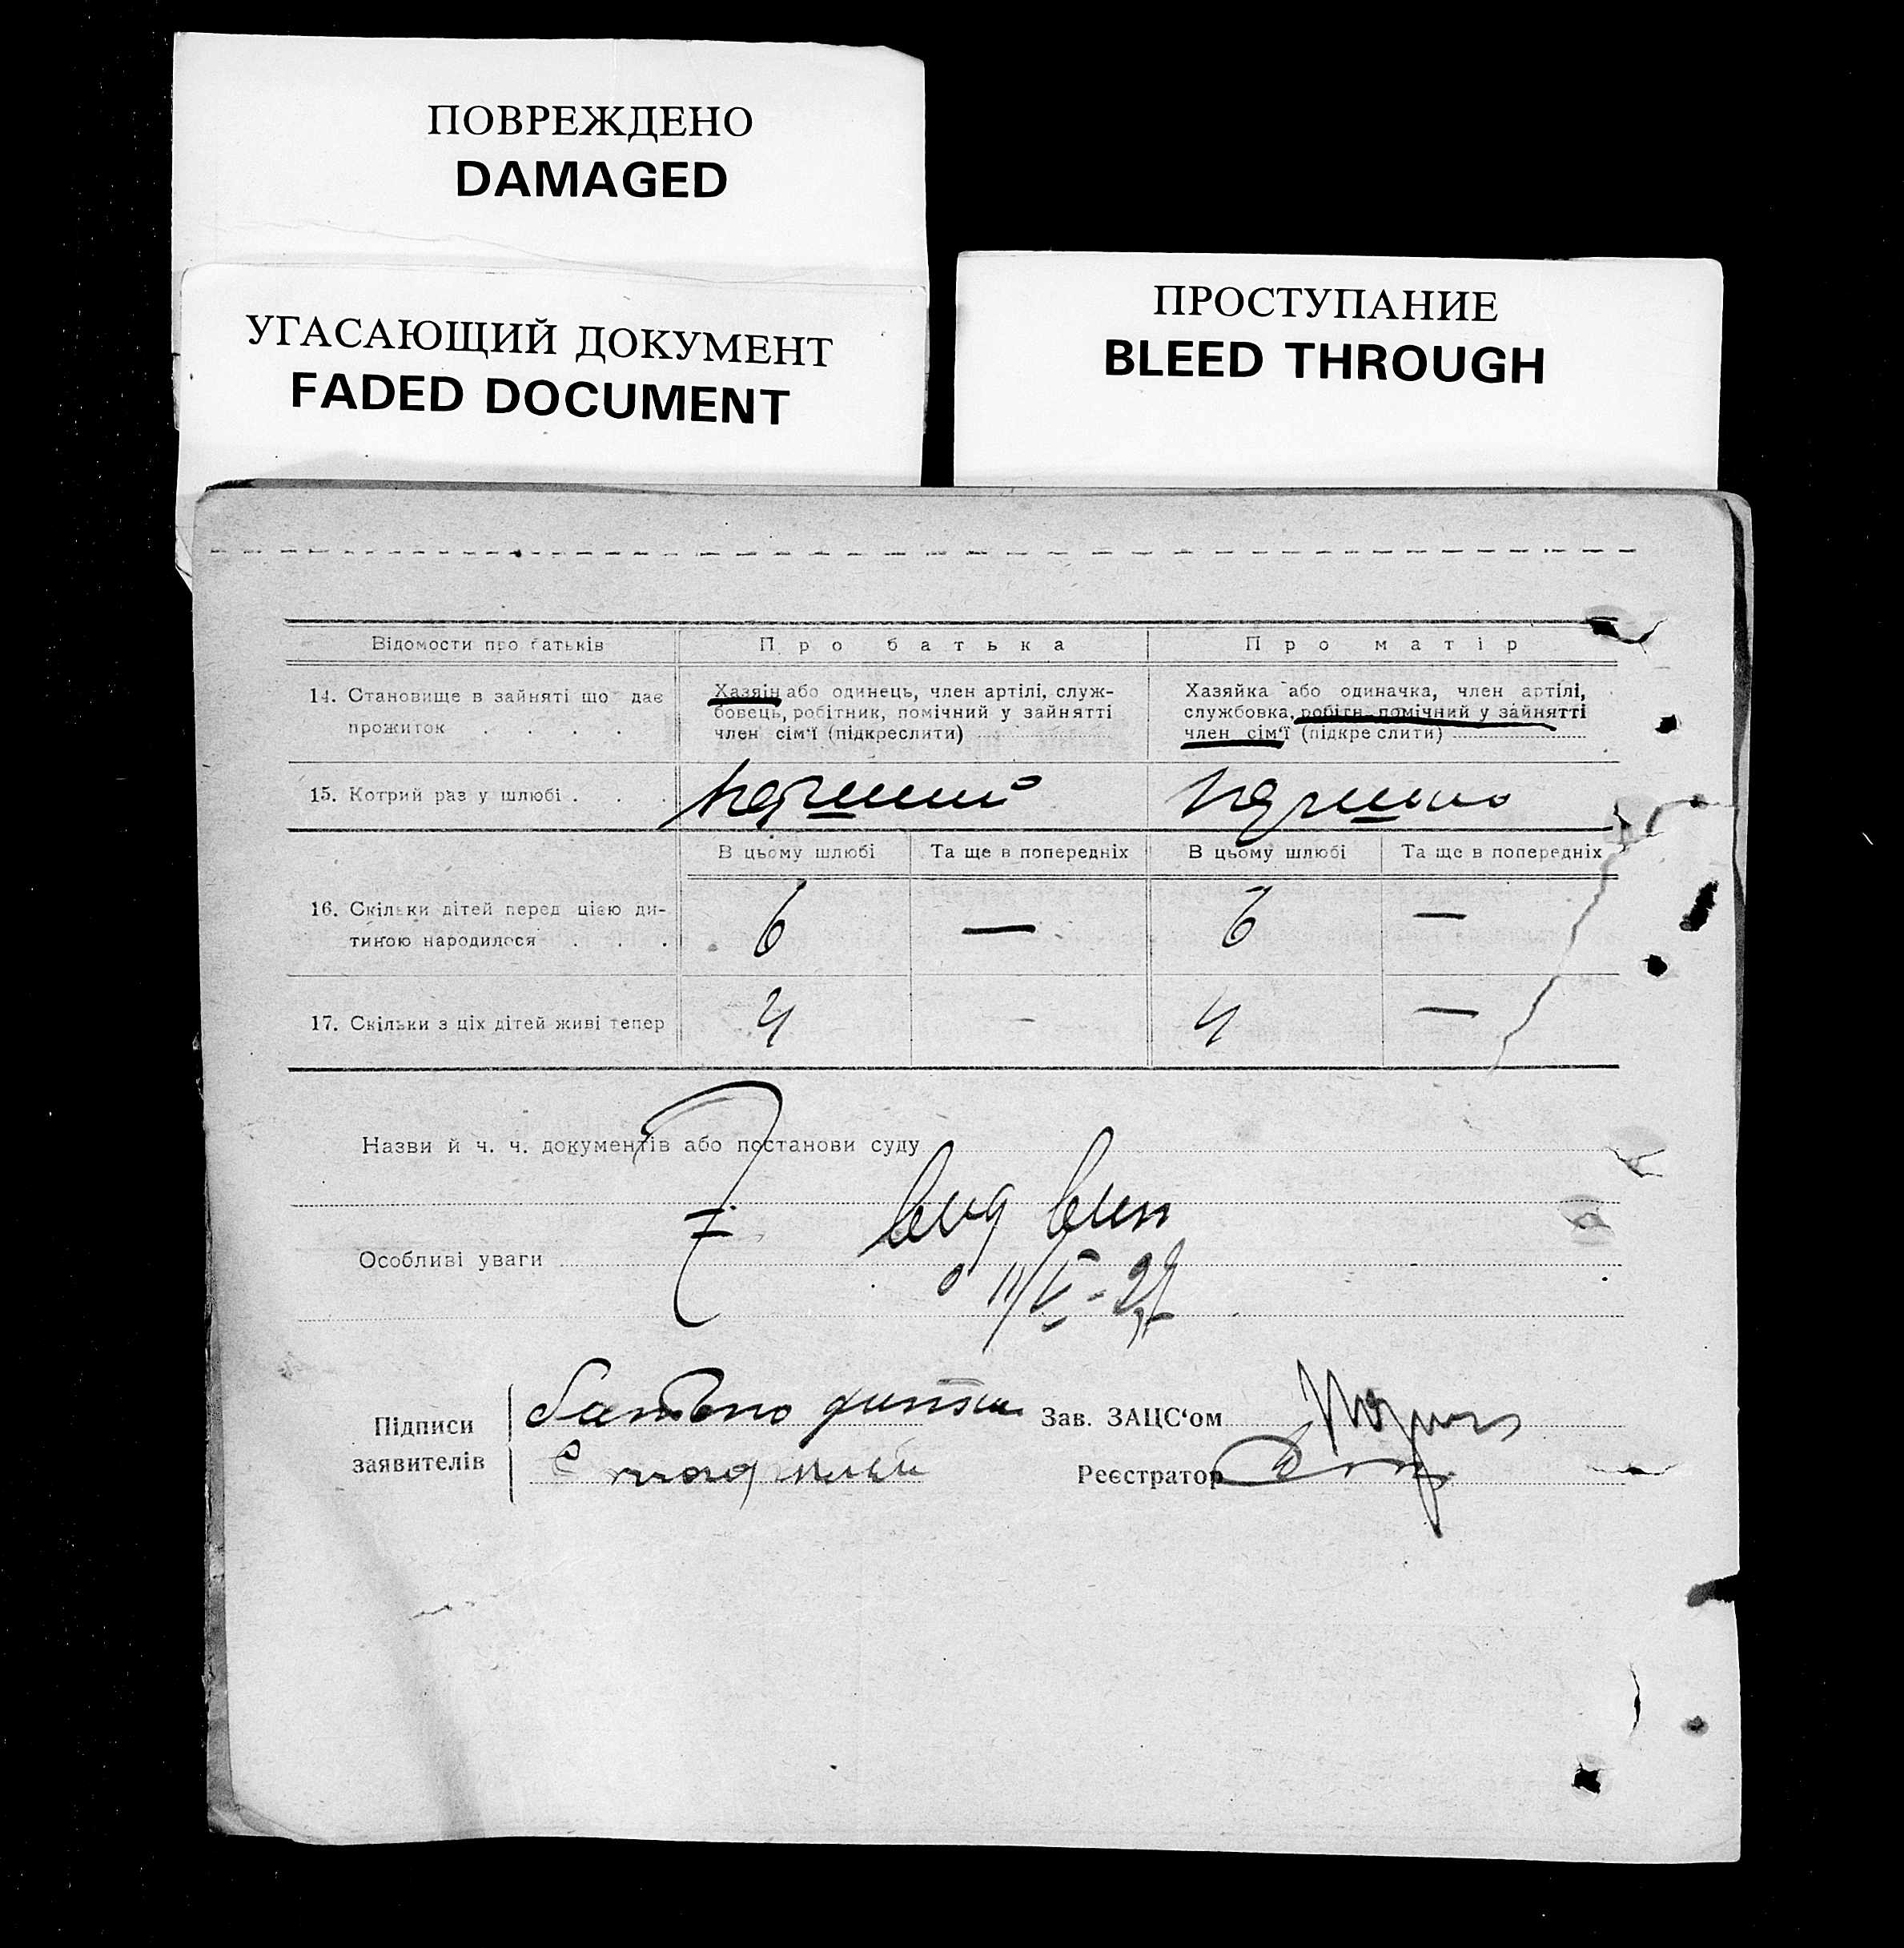 ПОВРЕЖДЕНО
DAMAGED
УГАСАЮЩИЙ ДОКУМЕНТ
FADED DOCUMENT
ПРОСТУПАНИЕ
BLEED THROUGH
Відомости про батьків
Про батька
Про матір
14. Становище в зайняті що дає
прожиток . . . .
Хазяїн або одинець, член артілі, служ-
бовець, робітник, помічний у зайнятті
член сім'ї (підкреслити)
Хазяйка або одиначка, член артілі,
службовка, робітн. помічний у зайнятті
член сім'ї (підкреслити)
15. Котрий раз у шлюбі . . .
перший
В цьому шлюбі
Та ще в попередніх
В цьому шлюбі
Та ще в попередніх
16. Скільки дітей перед цією ди-
тиною народилося . . .
6 — 6 —
17. Скільки з ціх дітей живі тепер
4 — 4 —
Назви й ч. ч. документів або постанови суду
Особливі уваги
11/V-27
Підписи
заявителів
Зав. ЗАЦС'ом
Реєстратор